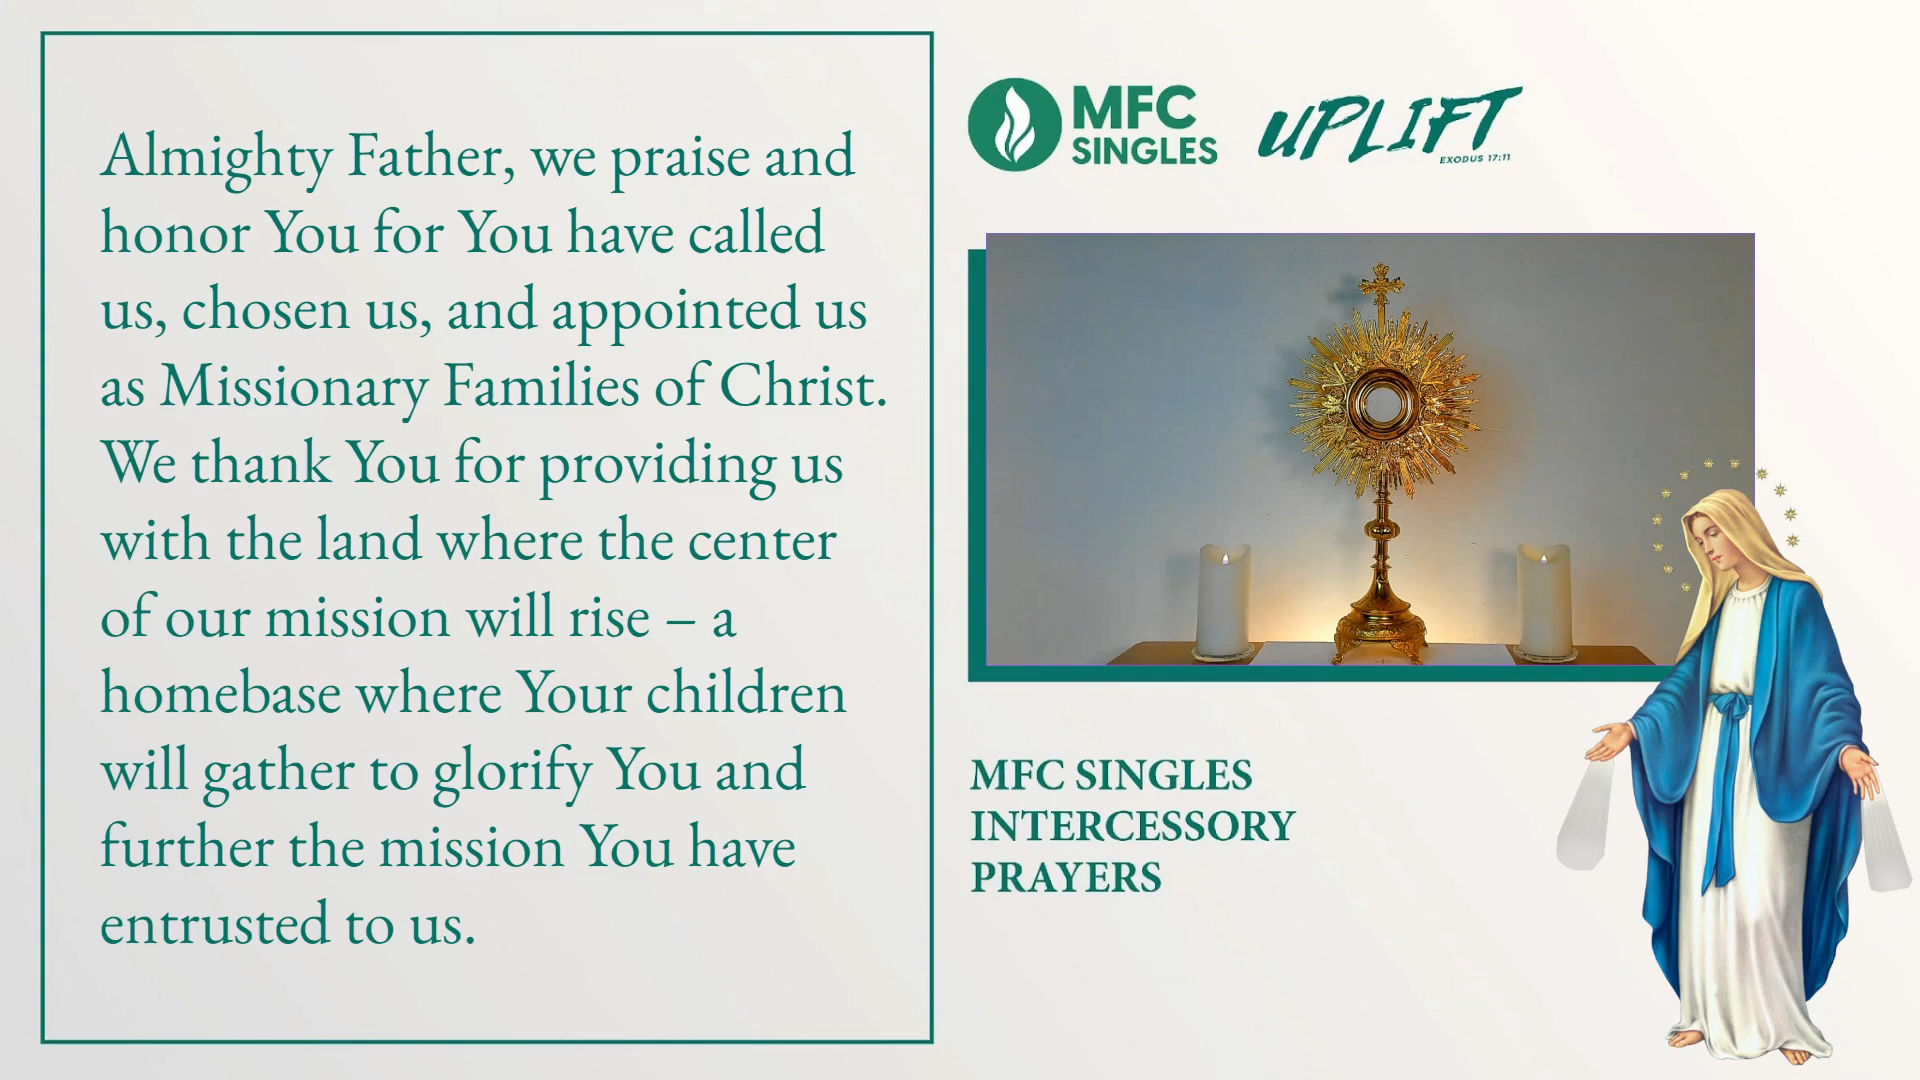 Almighty Father, we praise and
honor You for You have called
us, chosen us, and appointed us
as Missionary Families of Christ.
We thank You for providing us
with the land where the center
of our mission will rise – a
homebase where Your children
will gather to glorify You and
further the mission You have
entrusted to us.
MFC
SINGLES
UPLIFT
EXODUS 17:11
MFC SINGLES
INTERCESSORY
PRAYERS